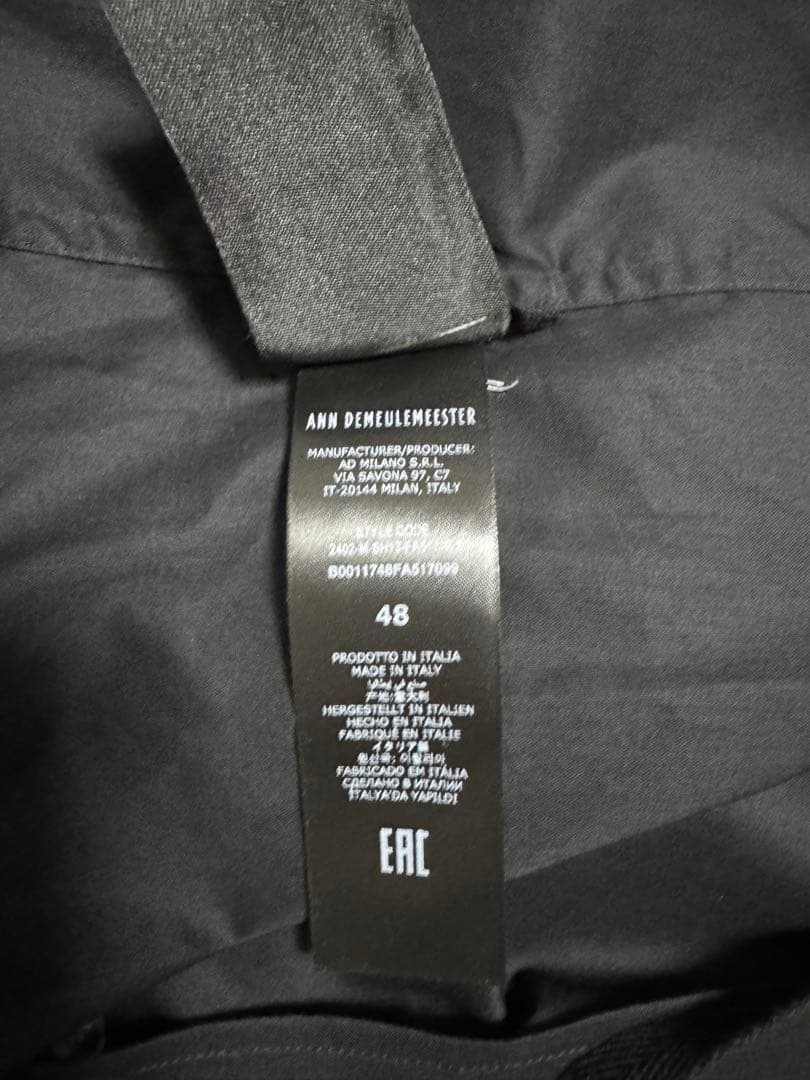 ANN DEMEULEMEESTER
MANUFACTURER/PRODUCER:
AD MILANO S.R.L.
VIA SAVONA 97, C7
IT-20144 MILAN, ITALY
STYLE CODE
B0011748FA517099
48
PRODOTTO IN ITALIA
MADE IN ITALY
产地:意大利
HERGESTELLT IN ITALIEN
HECHO EN ITALIA
FABRIQUÉ EN ITALIE
イタリア製
원산국: 이탈리아
FABRICADO EM ITÁLIA
СДЕЛАНО В ИТАЛИИ
İTALYA'DA YAPILDI
EAC